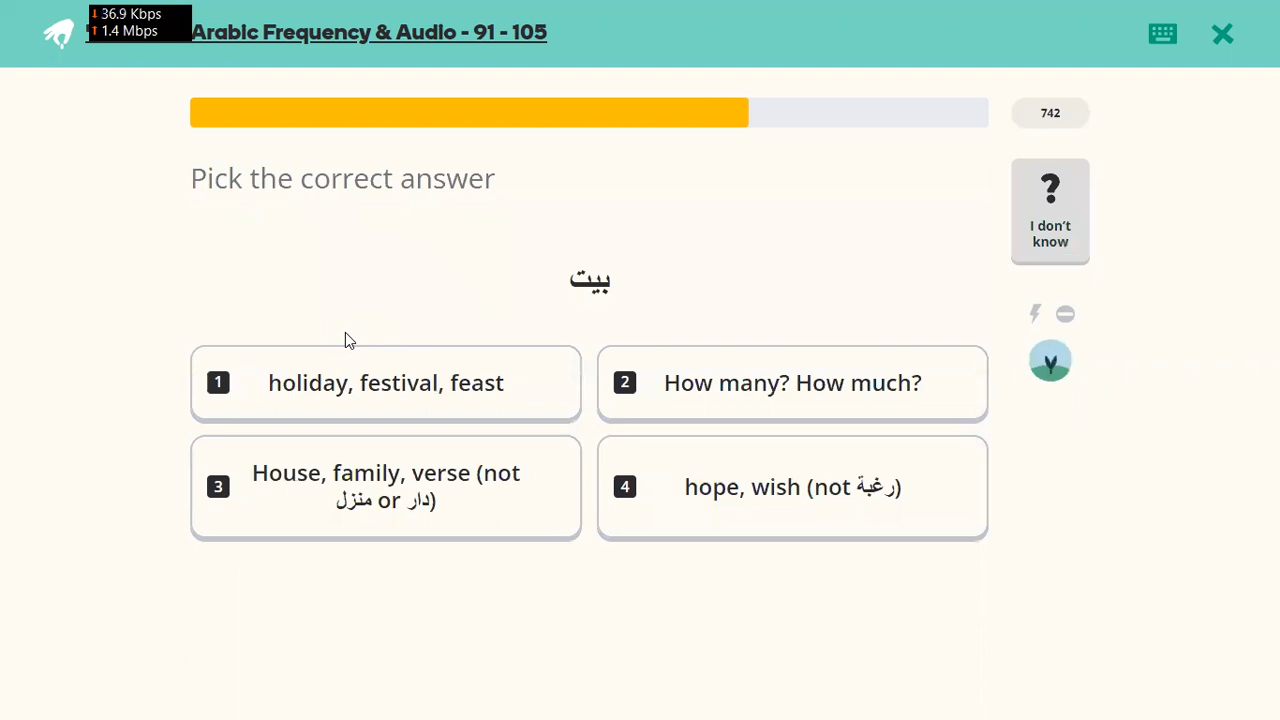 ↓ 36.9 Kbps
↑ 1.4 Mbps
Arabic Frequency & Audio - 91 - 105
742
Pick the correct answer
?
I don't
know
بيت
1 holiday, festival, feast
2 How many? How much?
3 House, family, verse (not
منزل or دار)
4 hope, wish (not رغبة)